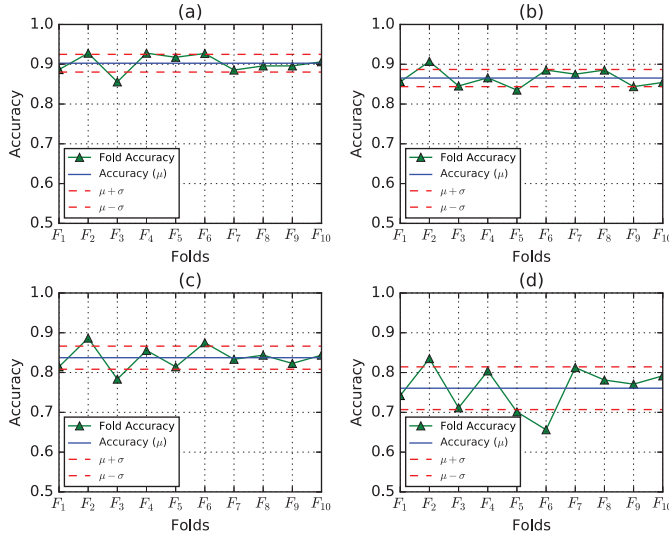 (a)
1.0
0.9
0.8
0.7
0.6
0.5
Accuracy
Fold Accuracy
Accuracy (μ)
μ + σ
μ − σ
F1 F2 F3 F4 F5 F6 F7 F8 F9 F10
Folds
(b)
1.0
0.9
0.8
0.7
0.6
0.5
Accuracy
Fold Accuracy
Accuracy (μ)
μ + σ
μ − σ
F1 F2 F3 F4 F5 F6 F7 F8 F9 F10
Folds
(c)
1.0
0.9
0.8
0.7
0.6
0.5
Accuracy
Fold Accuracy
Accuracy (μ)
μ + σ
μ − σ
F1 F2 F3 F4 F5 F6 F7 F8 F9 F10
Folds
(d)
1.0
0.9
0.8
0.7
0.6
0.5
Accuracy
Fold Accuracy
Accuracy (μ)
μ + σ
μ − σ
F1 F2 F3 F4 F5 F6 F7 F8 F9 F10
Folds